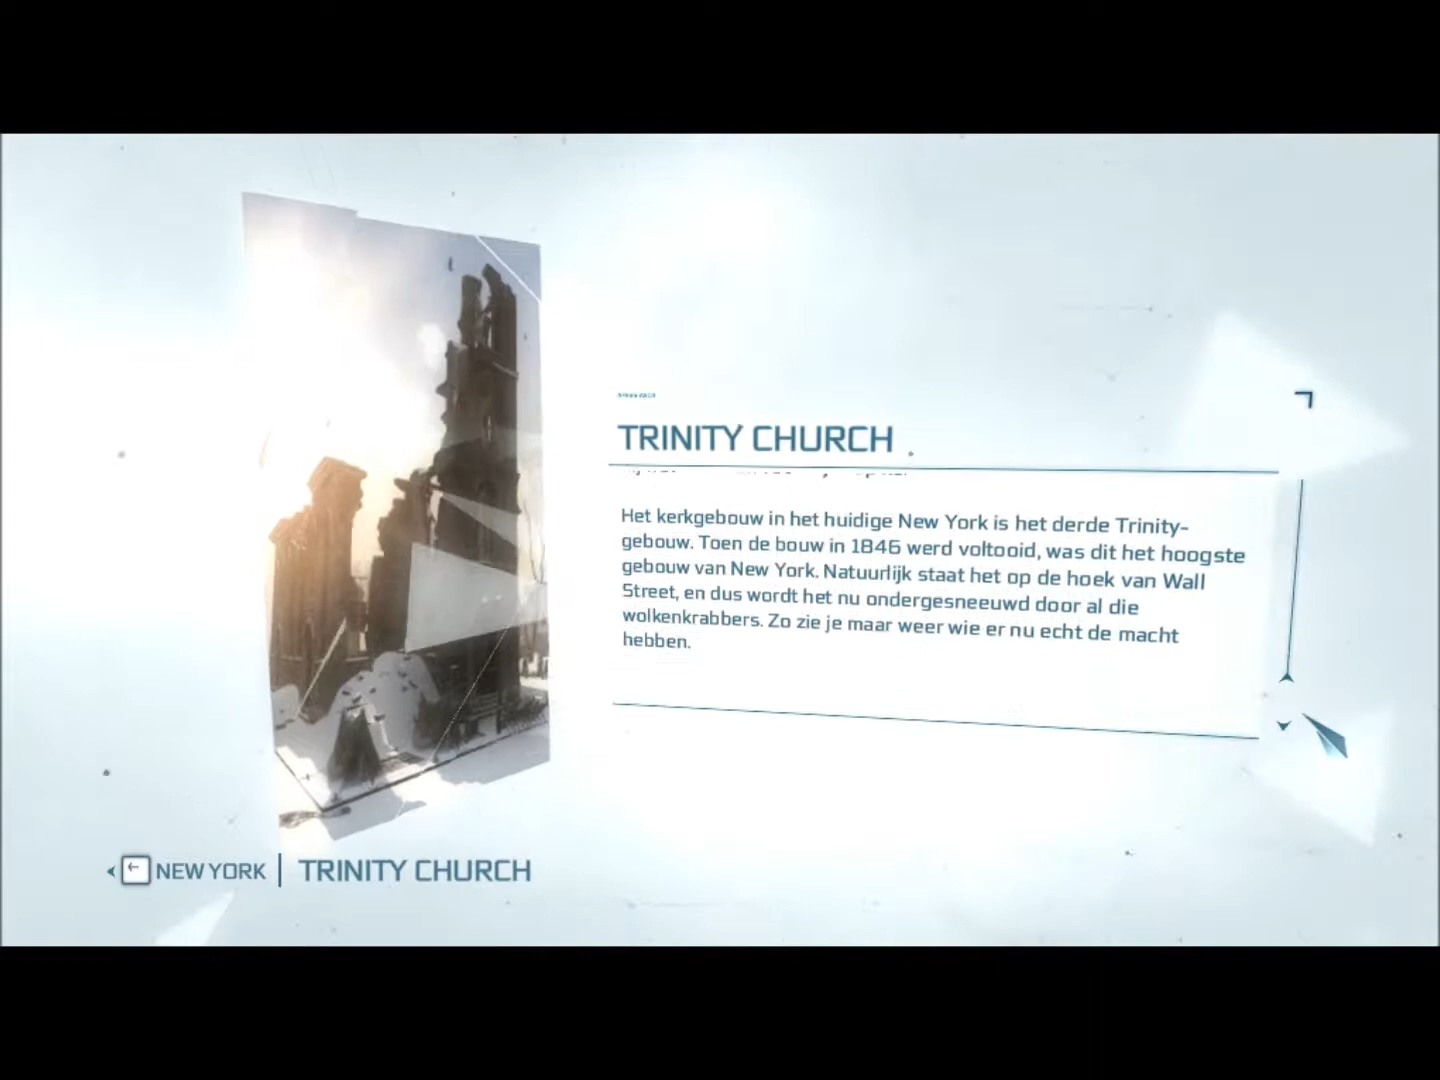 TRINITY CHURCH
Het kerkgebouw in het huidige New York is het derde Trinity-
gebouw. Toen de bouw in 1846 werd voltooid, was dit het hoogste
gebouw van New York. Natuurlijk staat het op de hoek van Wall
Street, en dus wordt het nu ondergesneeuwd door al die
wolkenkrabbers. Zo zie je maar weer wie er nu echt de macht
hebben.
NEW YORK | TRINITY CHURCH